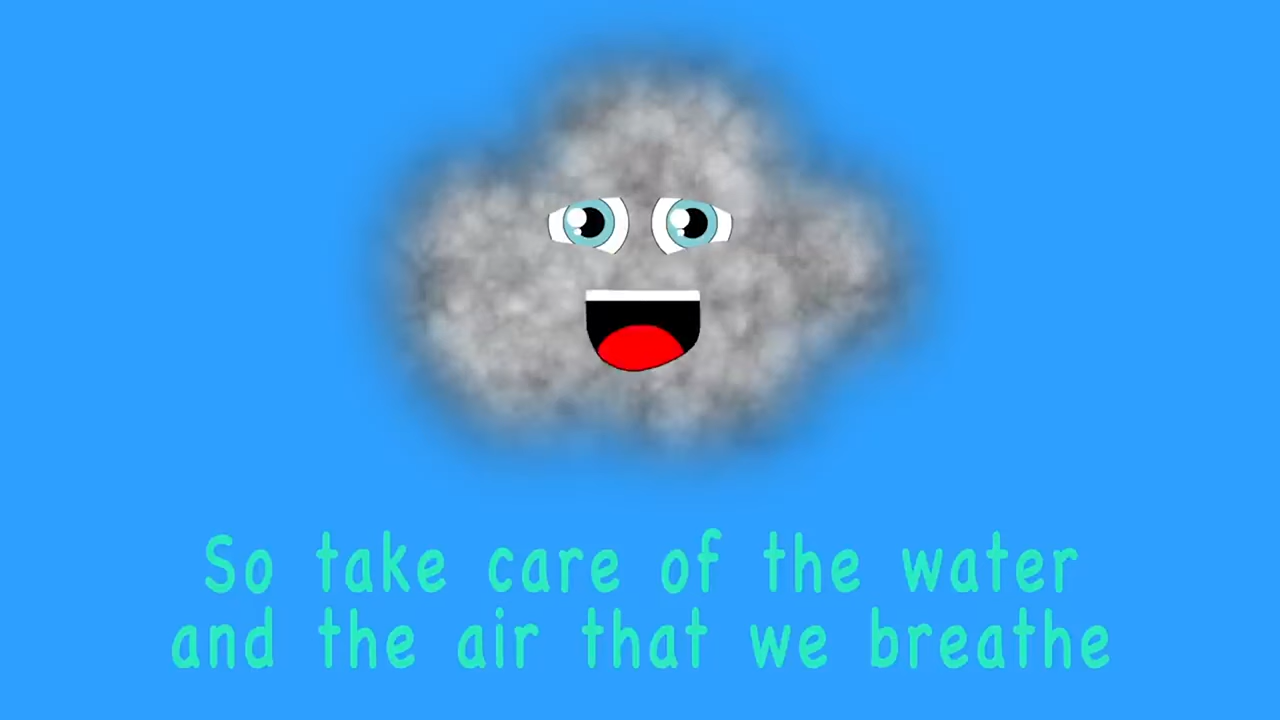 So take care of the water
and the air that we breathe